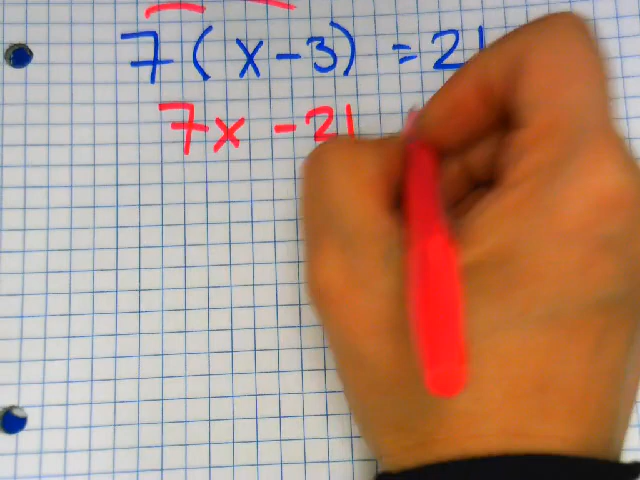 7(x-3) = 21
7x - 21